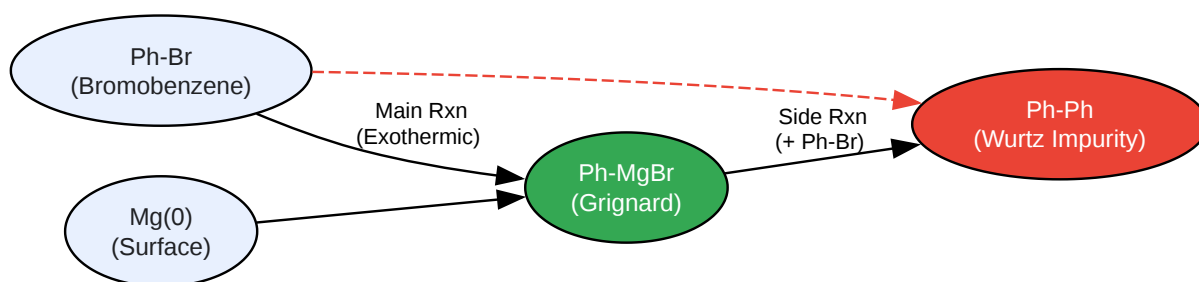 Ph-Br
(Bromobenzene)
Main Rxn
(Exothermic)
Mg(0)
(Surface)
Ph-MgBr
(Grignard)
Side Rxn
(+ Ph-Br)
Ph-Ph
(Wurtz Impurity)